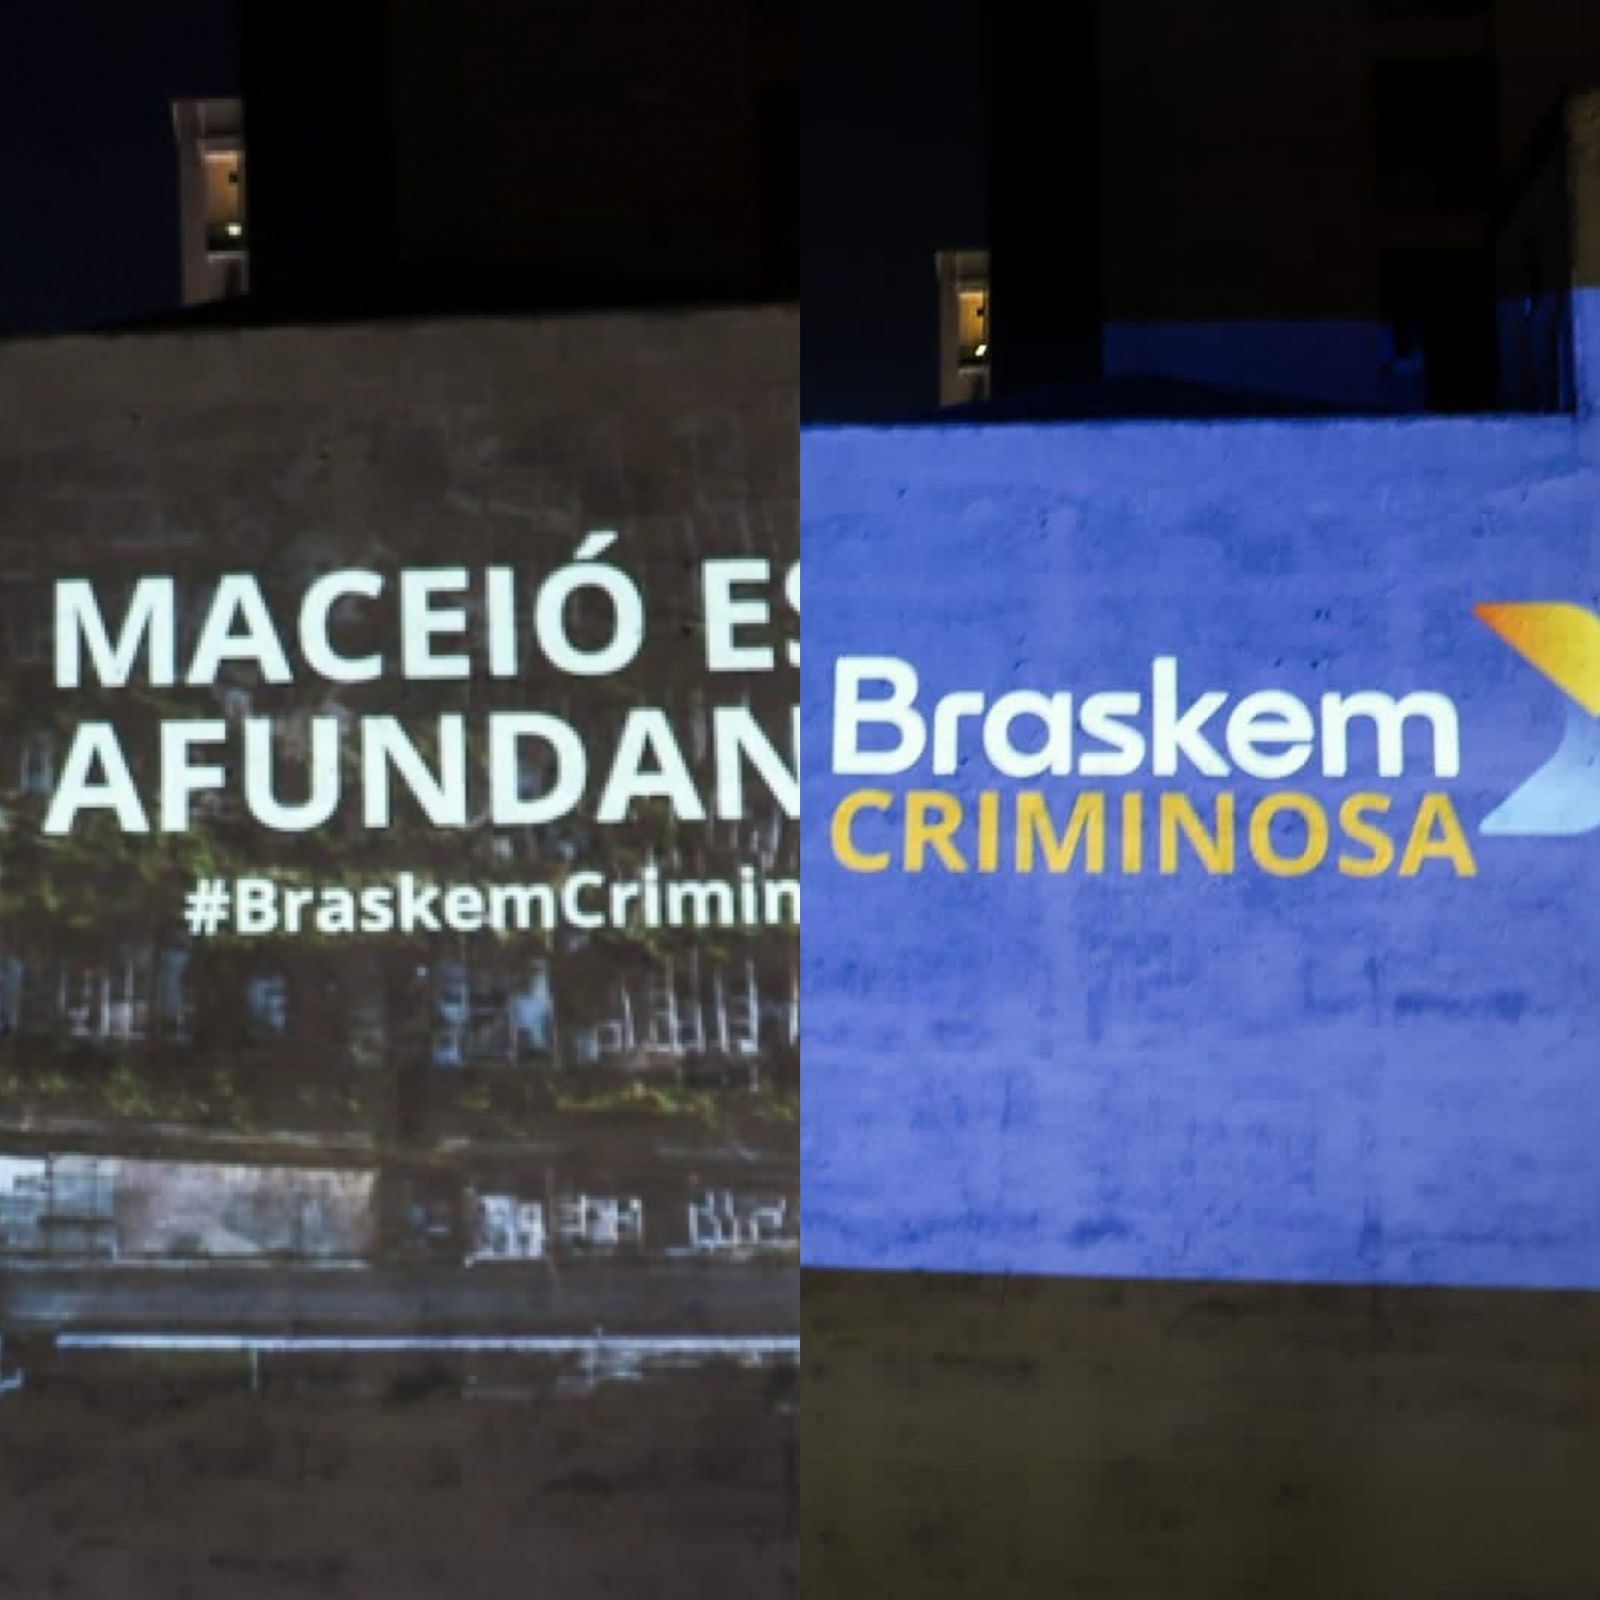 MACEIÓ ES
AFUNDAN
#BraskemCrimin
Braskem
CRIMINOSA